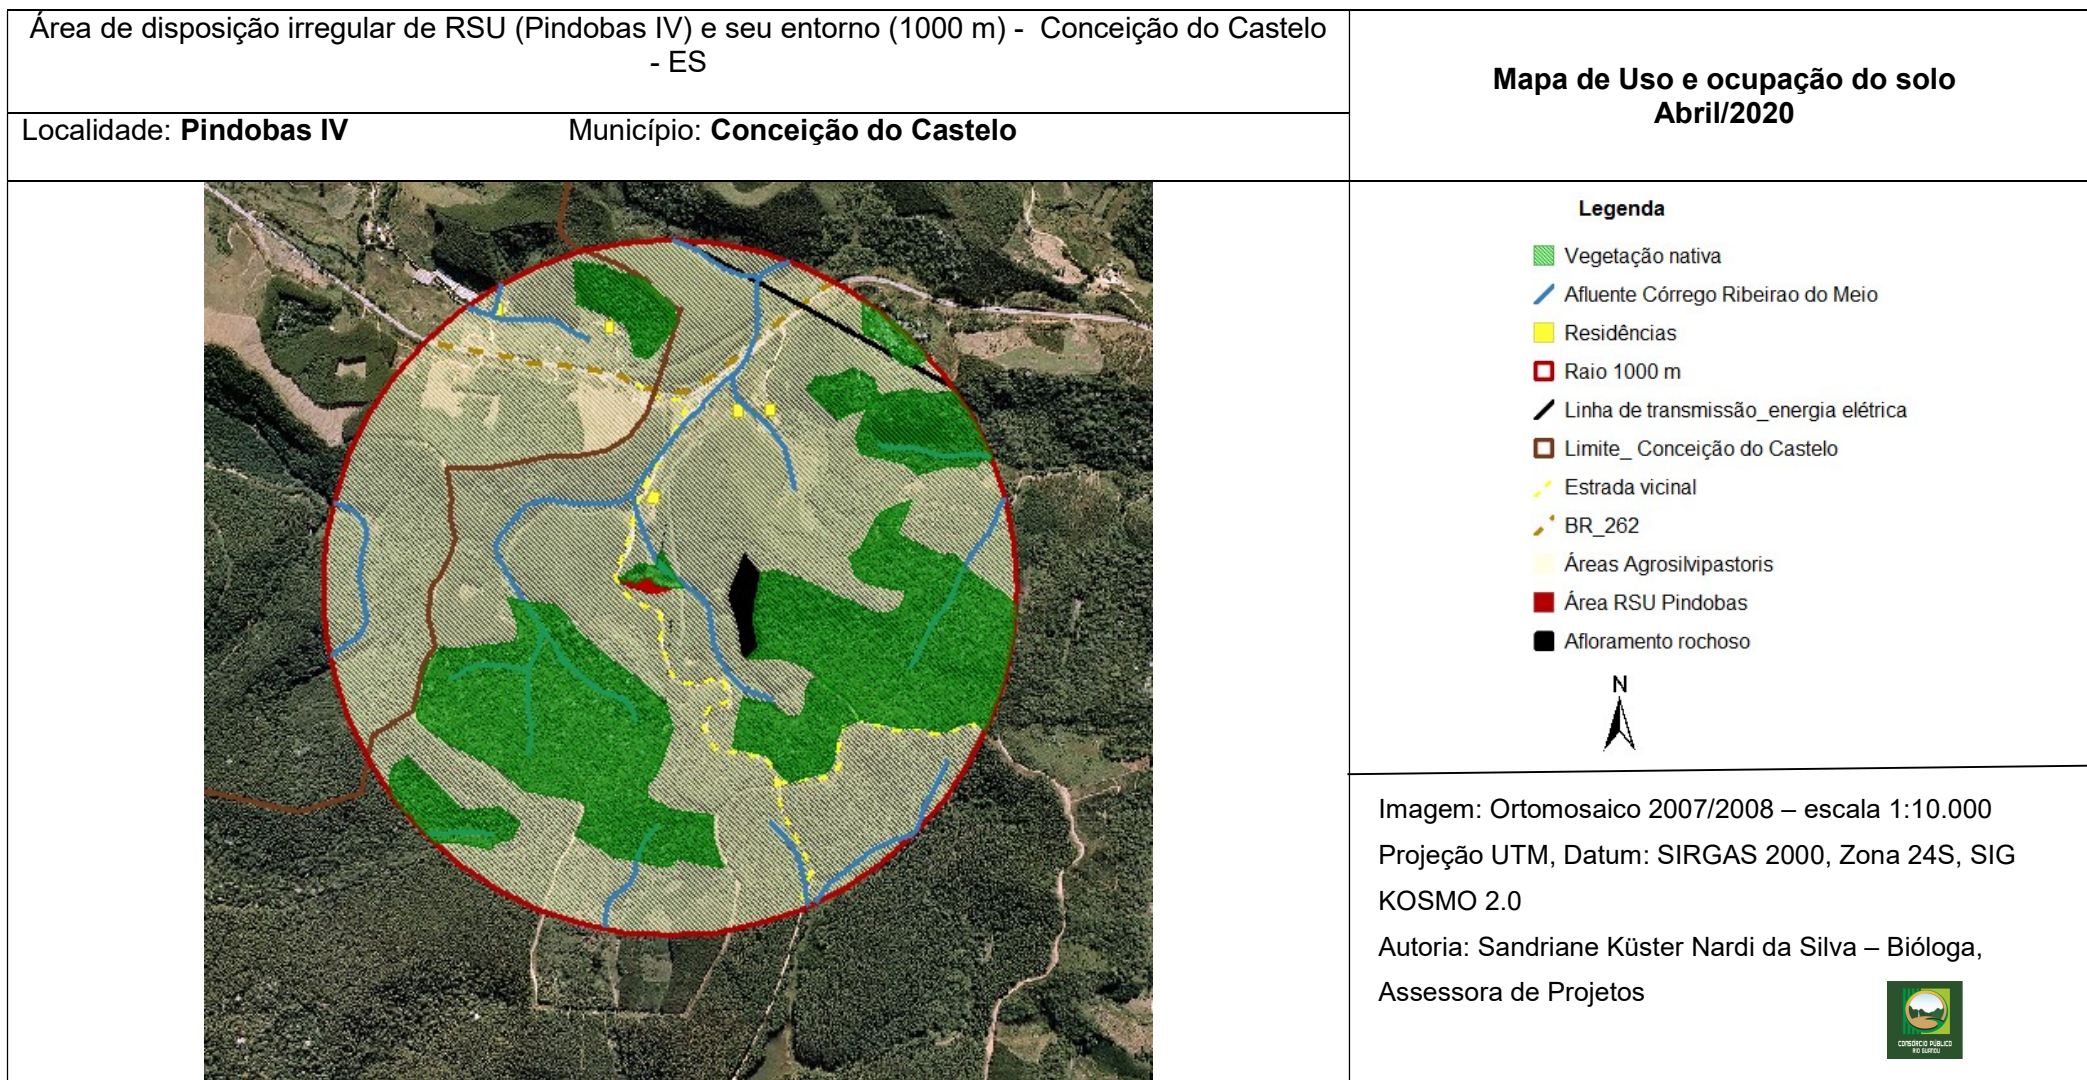 Área de disposição irregular de RSU (Pindobas IV) e seu entorno (1000 m) - Conceição do Castelo
- ES
Localidade: Pindobas IV Município: Conceição do Castelo
Mapa de Uso e ocupação do solo
Abril/2020
Legenda
Vegetação nativa
Afluente Córrego Ribeirao do Meio
Residências
Raio 1000 m
Linha de transmissão_energia elétrica
Limite_ Conceição do Castelo
Estrada vicinal
BR_262
Áreas Agrosilvipastoris
Área RSU Pindobas
Afloramento rochoso
N
Imagem: Ortomosaico 2007/2008 – escala 1:10.000
Projeção UTM, Datum: SIRGAS 2000, Zona 24S, SIG
KOSMO 2.0
Autoria: Sandriane Küster Nardi da Silva – Bióloga,
Assessora de Projetos
CONSÓRCIO PÚBLICO
RIO GUANDU